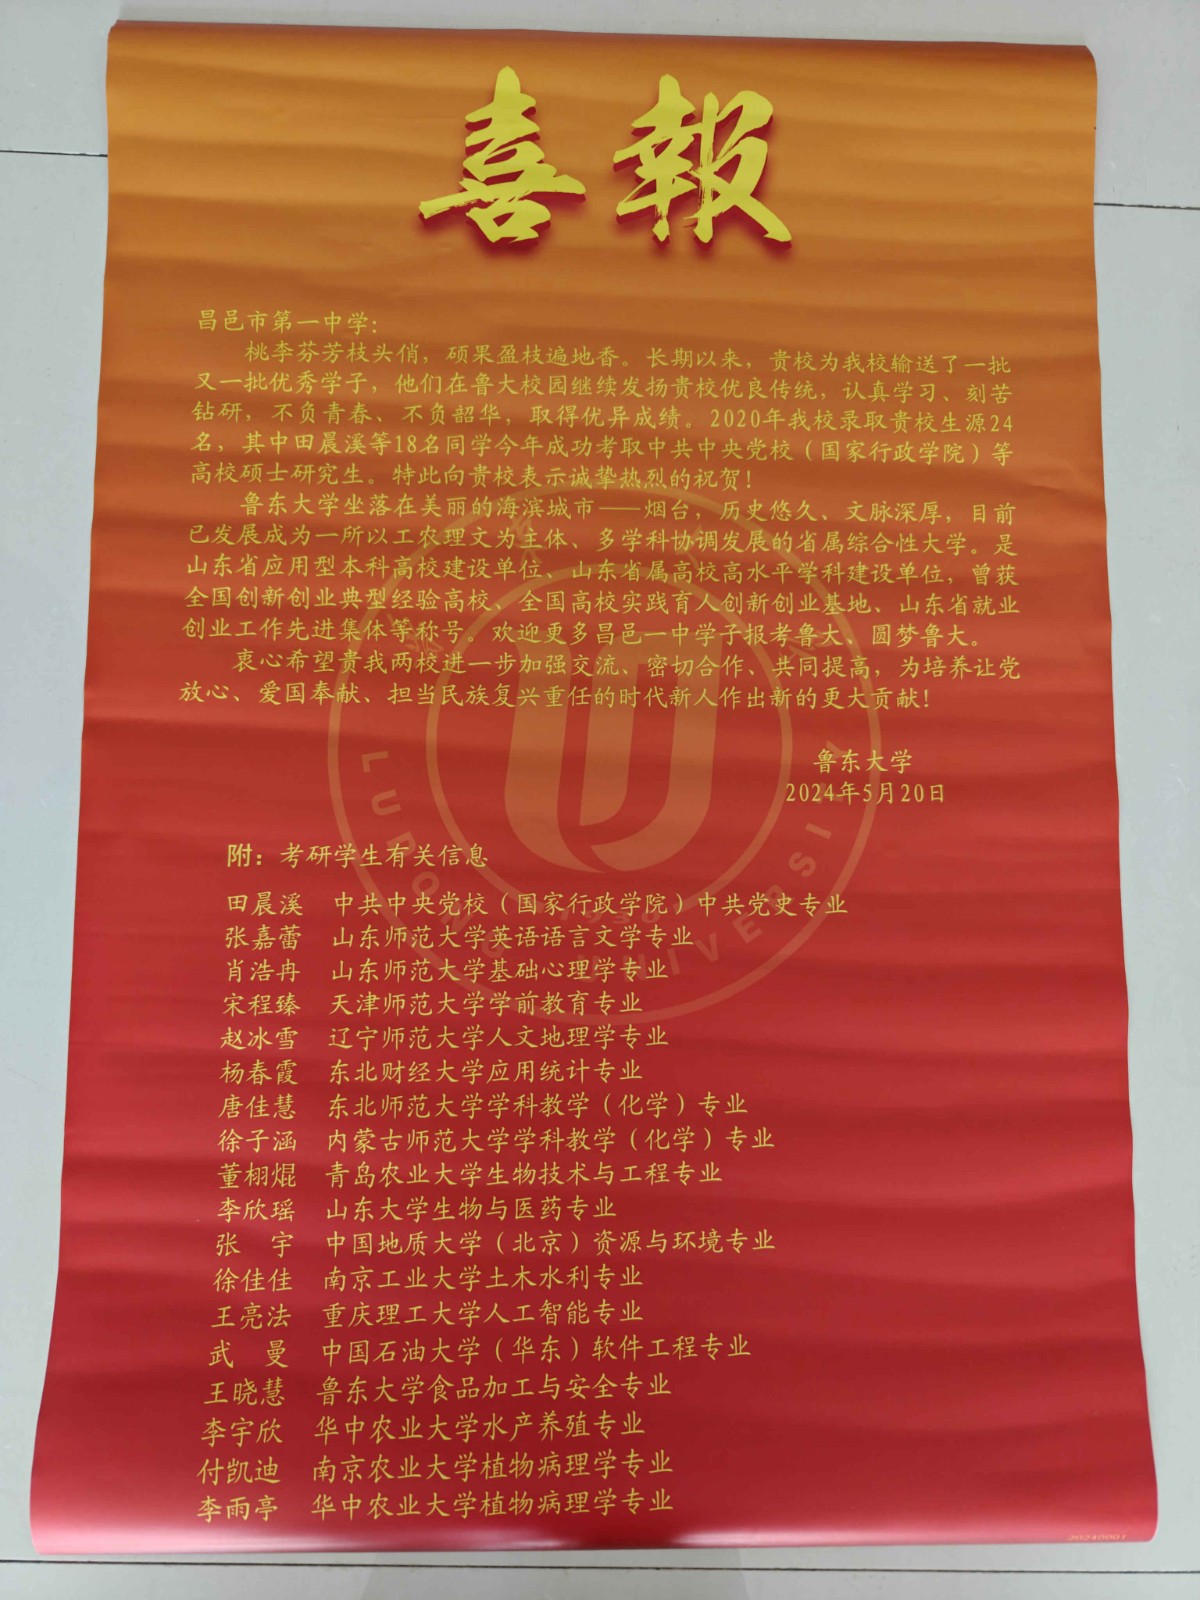 喜報
昌邑市第一中学：
桃李芬芳枝头俏，硕果盈枝遍地香。长期以来，贵校为我校输送了一批
又一批优秀学子，他们在鲁大校园继续发扬贵校优良传统，认真学习、刻苦
钻研，不负青春、不负韶华，取得优异成绩。2020年我校录取贵校生源24
名，其中田晨溪等18名同学今年成功考取中共中央党校（国家行政学院）等
高校硕士研究生。特此向贵校表示诚挚热烈的祝贺！
鲁东大学坐落在美丽的海滨城市——烟台，历史悠久、文脉深厚，目前
已发展成为一所以工农理文为主体、多学科协调发展的省属综合性大学。是
山东省应用型本科高校建设单位、山东省属高校高水平学科建设单位，曾获
全国创新创业典型经验高校、全国高校实践育人创新创业基地、山东省就业
创业工作先进集体等称号。欢迎更多昌邑一中学子报考鲁大、圆梦鲁大。
衷心希望贵我两校进一步加强交流、密切合作、共同提高，为培养让党
放心、爱国奉献、担当民族复兴重任的时代新人作出新的更大贡献！
鲁东大学
2024年5月20日
LUDONG UNIVERSITY
1930
附：考研学生有关信息
田晨溪 中共中央党校（国家行政学院）中共党史专业
张嘉蕾 山东师范大学英语语言文学专业
肖浩冉 山东师范大学基础心理学专业
宋程臻 天津师范大学学前教育专业
赵冰雪 辽宁师范大学人文地理学专业
杨春霞 东北财经大学应用统计专业
唐佳慧 东北师范大学学科教学（化学）专业
徐子涵 内蒙古师范大学学科教学（化学）专业
董栩焜 青岛农业大学生物技术与工程专业
李欣瑶 山东大学生物与医药专业
张 宇 中国地质大学（北京）资源与环境专业
徐佳佳 南京工业大学土木水利专业
王亮法 重庆理工大学人工智能专业
武 曼 中国石油大学（华东）软件工程专业
王晓慧 鲁东大学食品加工与安全专业
李宇欣 华中农业大学水产养殖专业
付凯迪 南京农业大学植物病理学专业
李雨亭 华中农业大学植物病理学专业
20240001